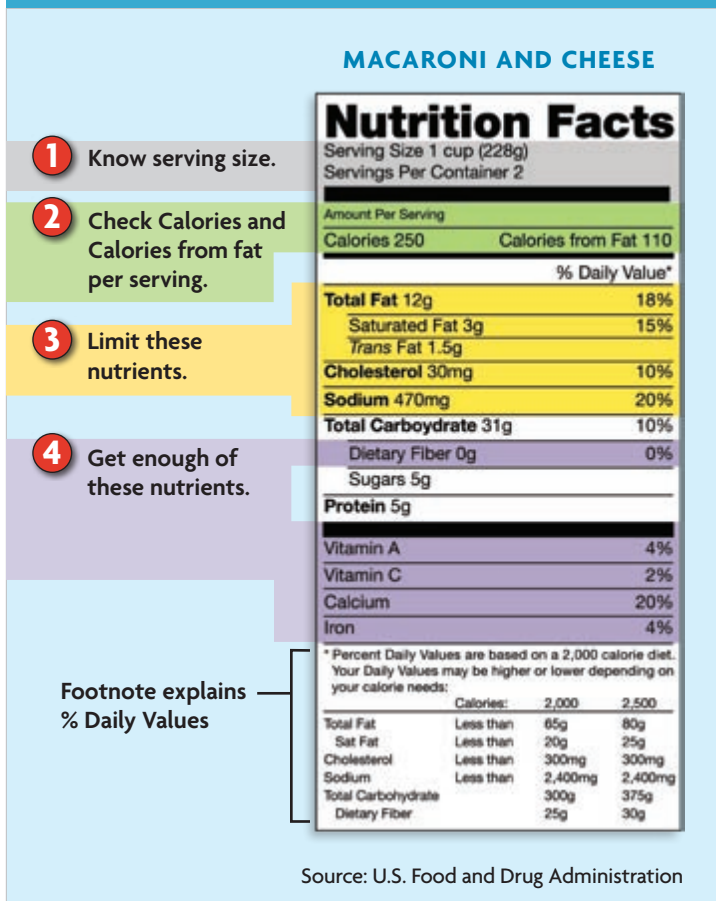 MACARONI AND CHEESE
Nutrition Facts
1 Know serving size.
Serving Size 1 cup (228g)
Servings Per Container 2
2 Check Calories and
Calories from fat
per serving.
Amount Per Serving
Calories 250 Calories from Fat 110
% Daily Value*
3 Limit these
nutrients.
Total Fat 12g 18%
Saturated Fat 3g 15%
Trans Fat 1.5g
Cholesterol 30mg 10%
Sodium 470mg 20%
Total Carboydrate 31g 10%
4 Get enough of
these nutrients.
Dietary Fiber 0g 0%
Sugars 5g
Protein 5g
Vitamin A 4%
Vitamin C 2%
Calcium 20%
Iron 4%
Footnote explains
% Daily Values
* Percent Daily Values are based on a 2,000 calorie diet.
Your Daily Values may be higher or lower depending on
your calorie needs:
Calories: 2,000 2,500
Total Fat Less than 65g 80g
Sat Fat Less than 20g 25g
Cholesterol Less than 300mg 300mg
Sodium Less than 2,400mg 2,400mg
Total Carbohydrate 300g 375g
Dietary Fiber 25g 30g
Source: U.S. Food and Drug Administration